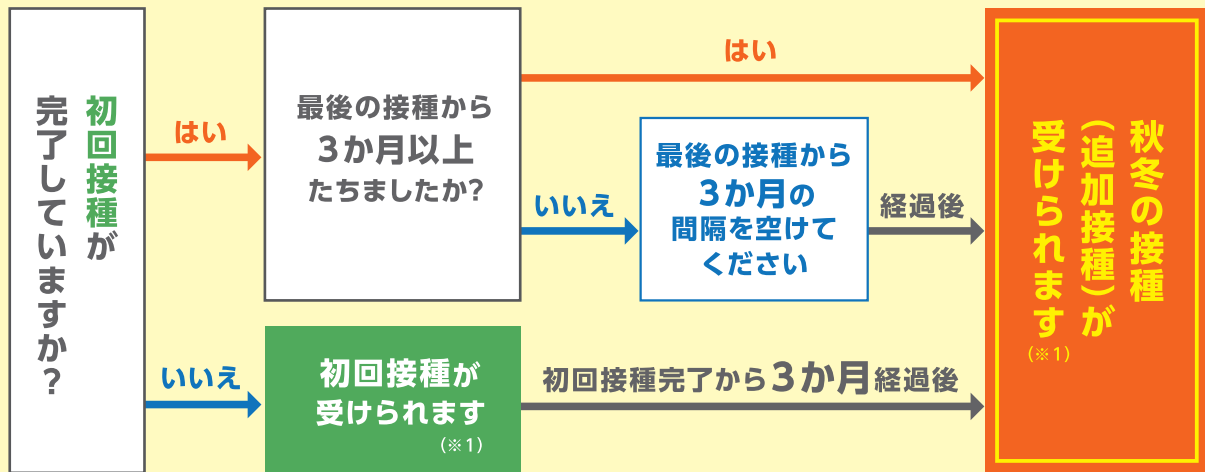 初回接種が
完了していますか？
はい
最後の接種から
3か月以上
たちましたか？
はい
いいえ
最後の接種から
3か月の
間隔を空けて
ください
経過後
いいえ
初回接種が
受けられます
（※1）
初回接種完了から3か月経過後
秋冬の接種
（追加接種）が
受けられます
（※1）